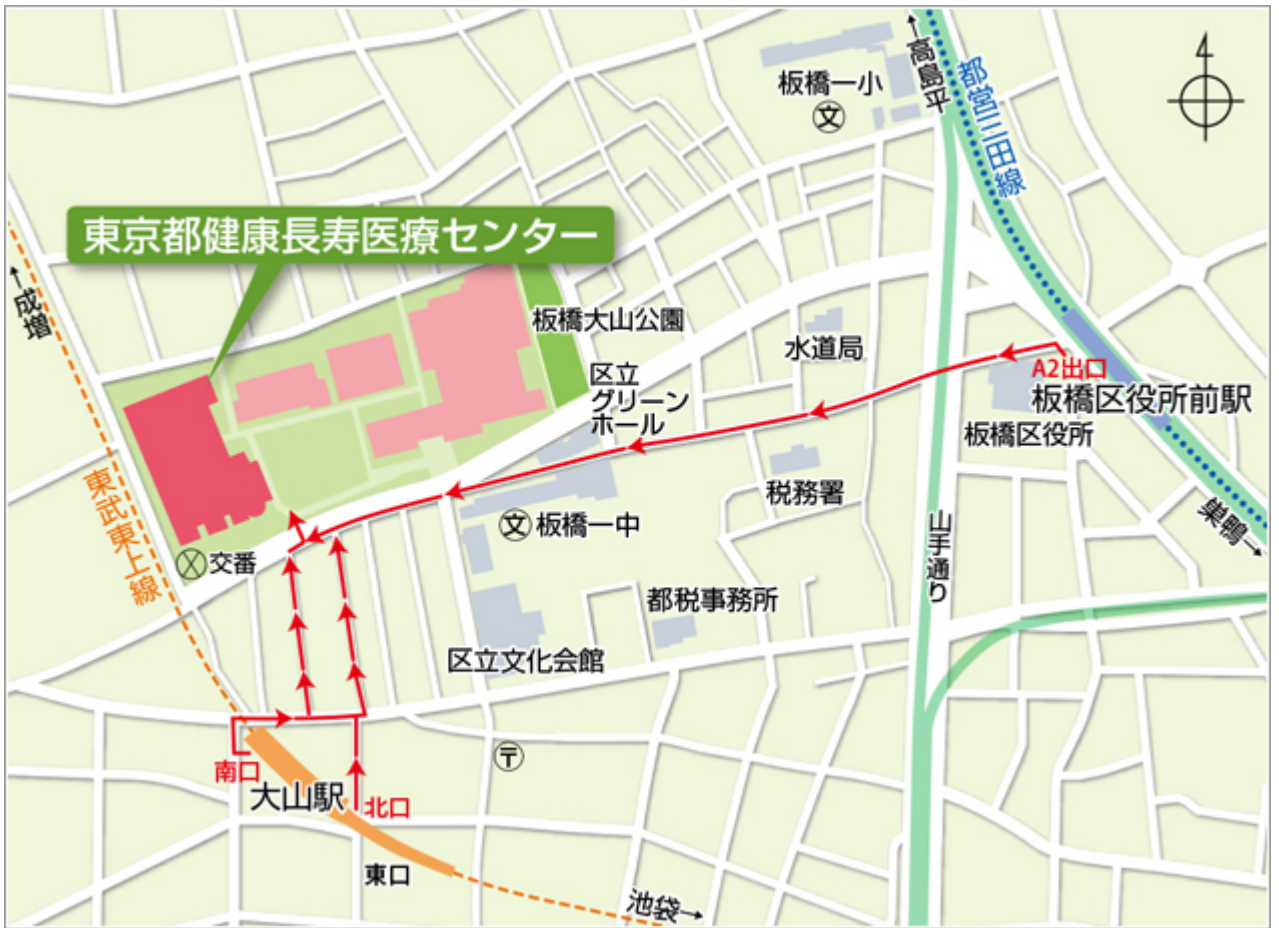 ←高島平
板橋一小
文
都営三田線
4
東京都健康長寿医療センター
←成増
板橋大山公園
水道局
区立
グリーン
ホール
A2出口
板橋区役所前駅
板橋区役所
税務署
東武東上線
文 板橋一中
巣鴨→
山手通り
交番
都税事務所
区立文化会館
〒
南口
大山駅
北口
東口
池袋→